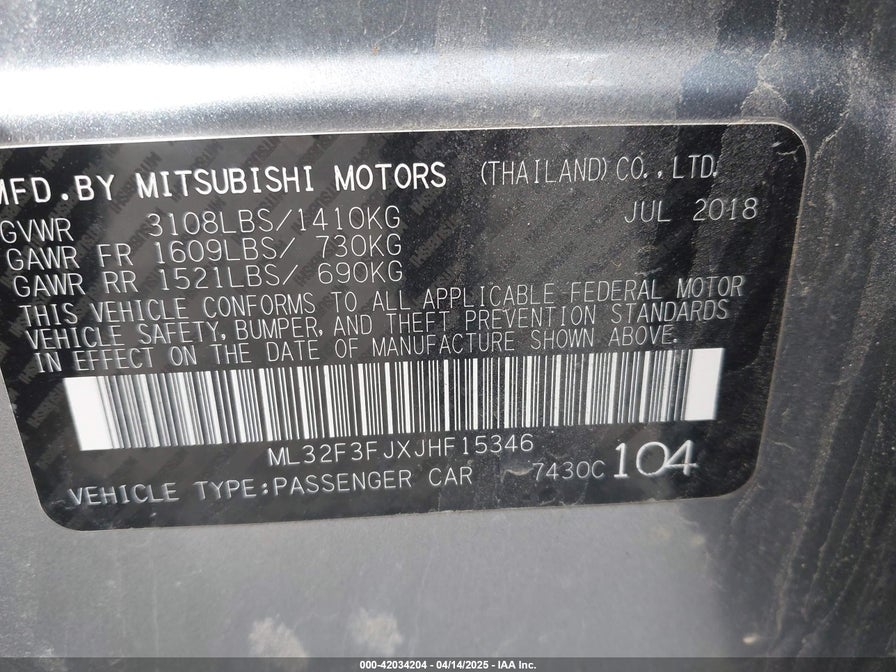 MFD.BY MITSUBISHI MOTORS (THAILAND) CO.,LTD.
GVWR 3108LBS/1410KG JUL 2018
GAWR FR 1609LBS/ 730KG
GAWR RR 1521LBS/ 690KG
THIS VEHICLE CONFORMS TO ALL APPLICABLE FEDERAL MOTOR
VEHICLE SAFETY, BUMPER, AND THEFT PREVENTION STANDARDS
IN EFFECT ON THE DATE OF MANUFACTURE SHOWN ABOVE.
ML32F3FJXJHF15346
VEHICLE TYPE:PASSENGER CAR 7430C 104
000-42034204 - 04/14/2025 - IAA Inc.